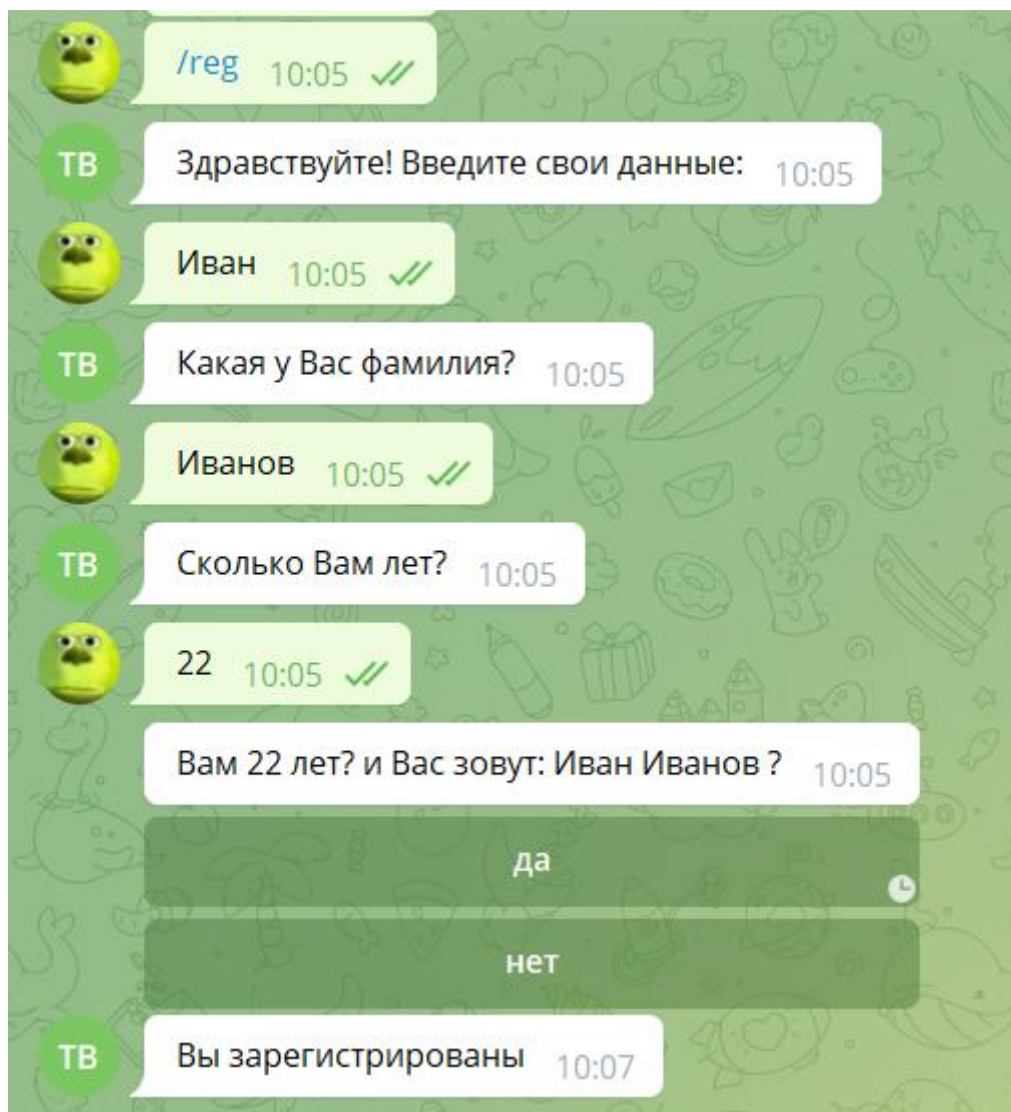 /reg 10:05
ТВ Здравствуйте! Введите свои данные: 10:05
Иван 10:05
ТВ Какая у Вас фамилия? 10:05
Иванов 10:05
ТВ Сколько Вам лет? 10:05
22 10:05
Вам 22 лет? и Вас зовут: Иван Иванов ? 10:05
да
нет
ТВ Вы зарегистрированы 10:07